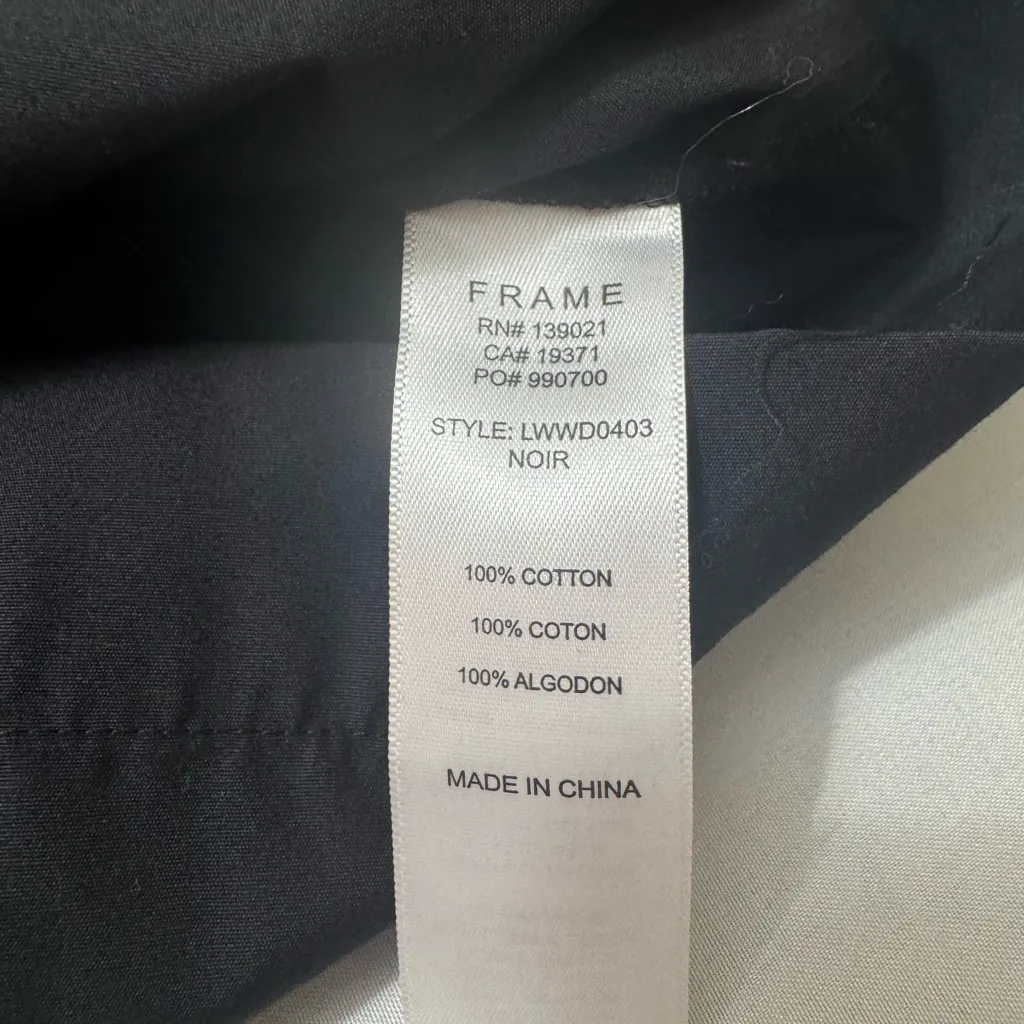 FRAME
RN# 139021
CA# 19371
PO# 990700
STYLE: LWWD0403
NOIR
100% COTTON
100% COTON
100% ALGODON
MADE IN CHINA